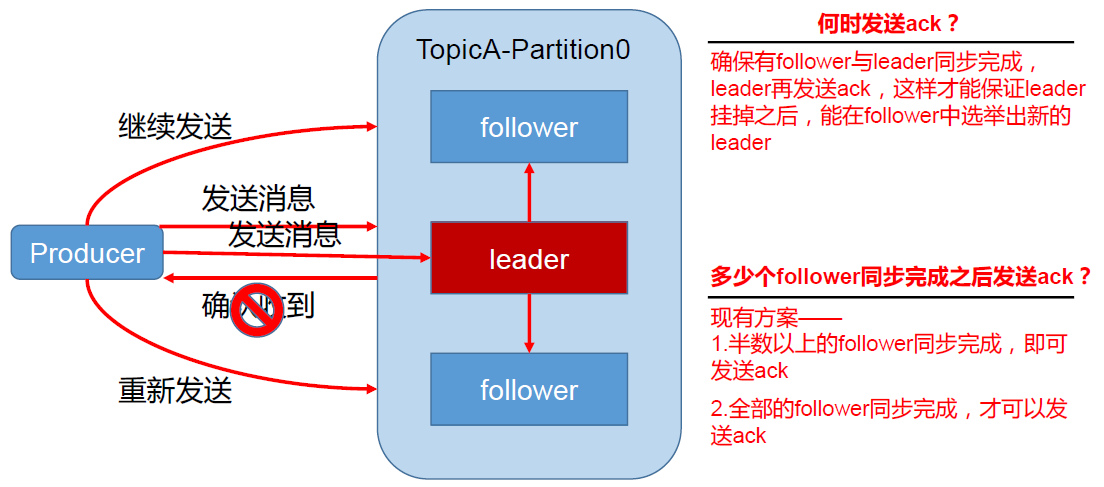 TopicA-Partition0
follower
继续发送
发送消息
发送消息
Producer
leader
确认收到
follower
重新发送
何时发送ack？
确保有follower与leader同步完成，
leader再发送ack，这样才能保证leader
挂掉之后，能在follower中选举出新的
leader
多少个follower同步完成之后发送ack？
现有方案——
1.半数以上的follower同步完成，即可
发送ack
2.全部的follower同步完成，才可以发
送ack